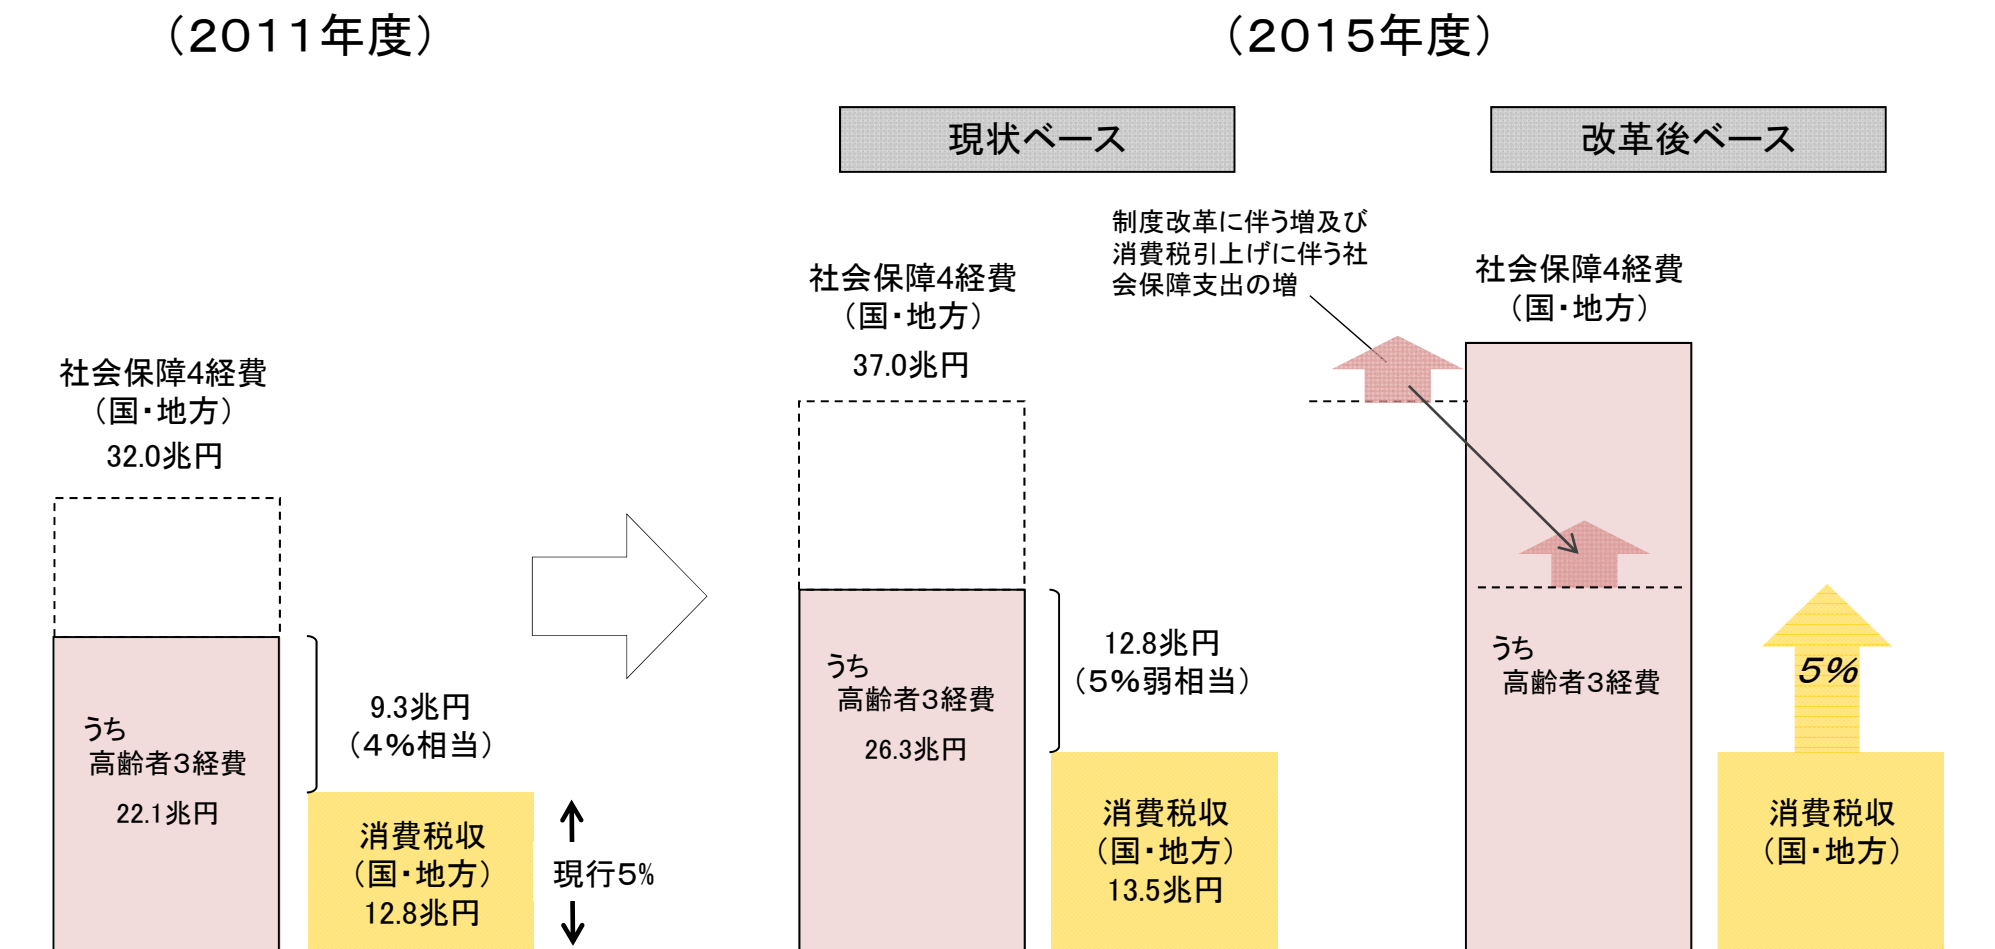 （2011年度）
（2015年度）
現状ベース
改革後ベース
制度改革に伴う増及び
消費税引上げに伴う社
会保障支出の増
社会保障4経費
（国・地方）
32.0兆円
うち
高齢者3経費
22.1兆円
9.3兆円
（4％相当）
消費税収
（国・地方）
12.8兆円
現行5％
社会保障4経費
（国・地方）
37.0兆円
うち
高齢者3経費
26.3兆円
12.8兆円
（5％弱相当）
消費税収
（国・地方）
13.5兆円
社会保障4経費
（国・地方）
うち
高齢者3経費
5％
消費税収
（国・地方）